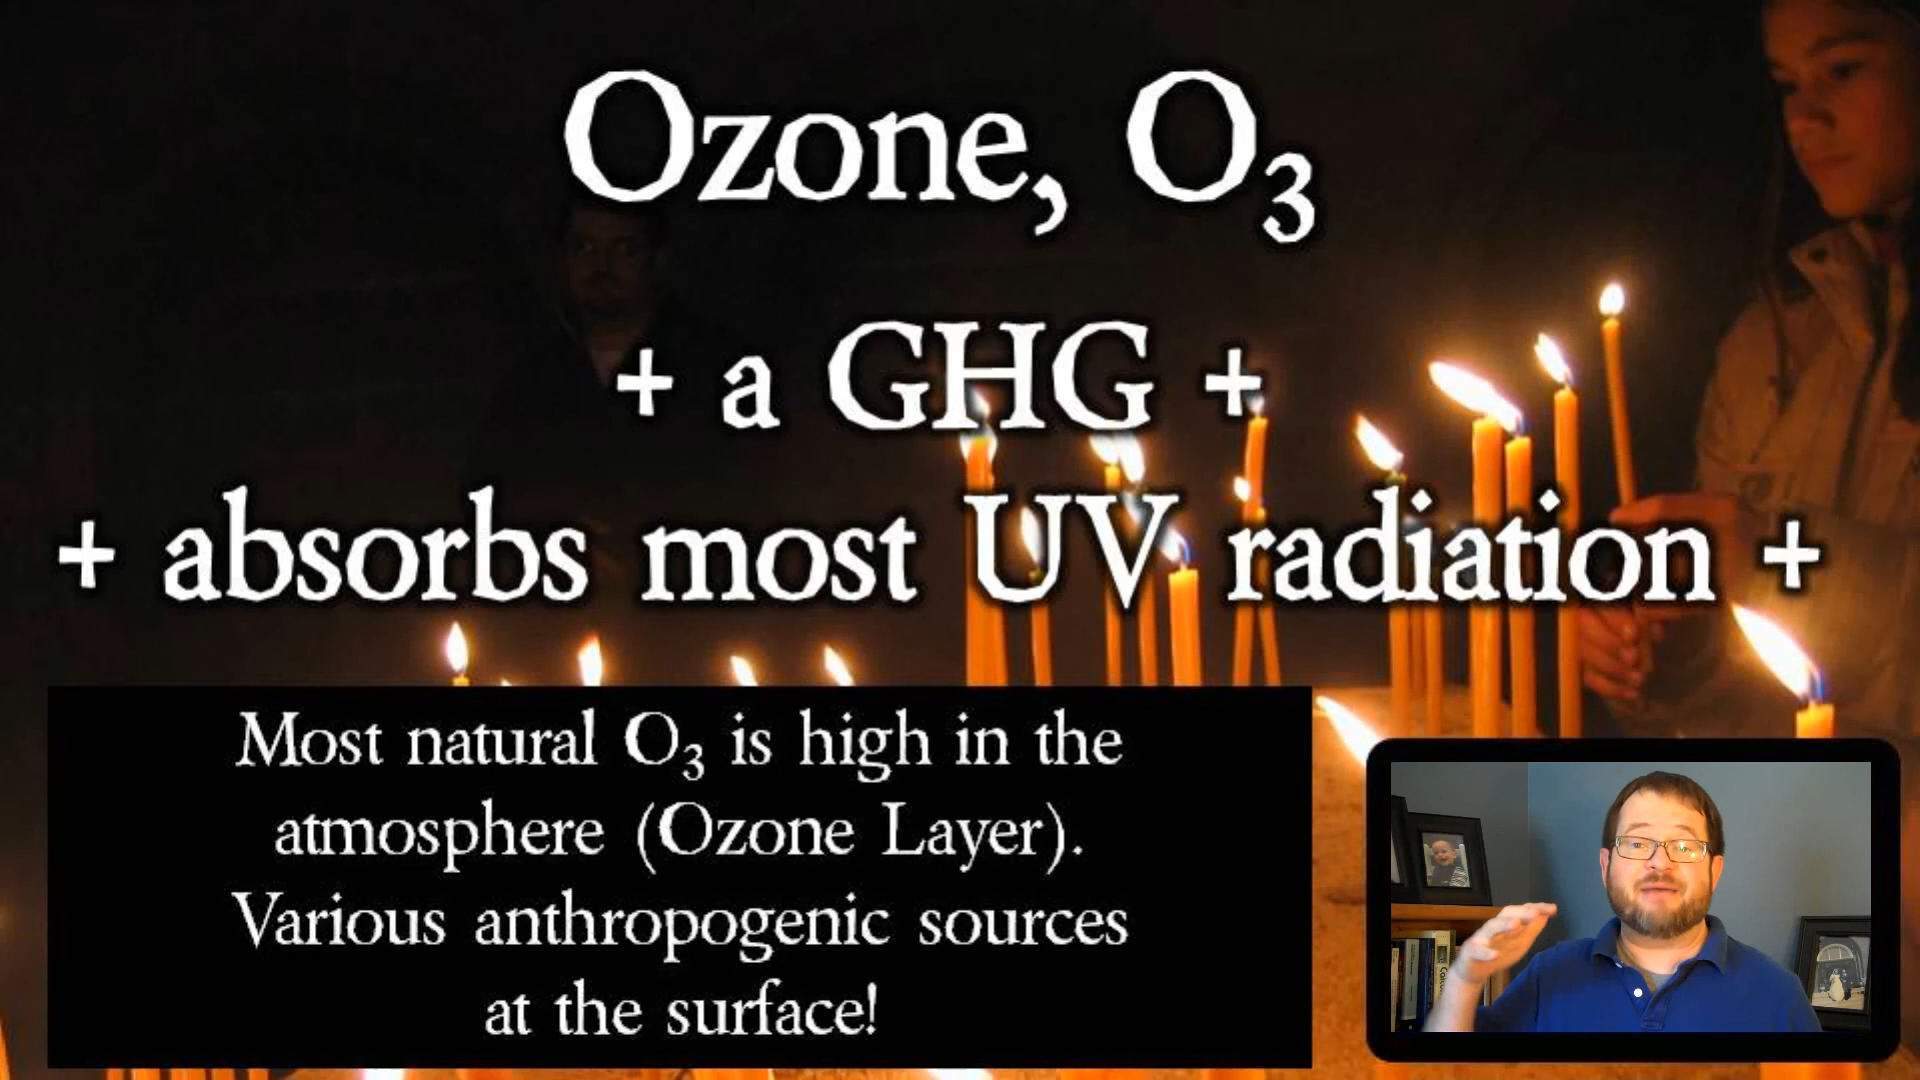 Ozone, O₃
+ a GHG +
+ absorbs most UV radiation +
Most natural O₃ is high in the
atmosphere (Ozone Layer).
Various anthropogenic sources
at the surface!